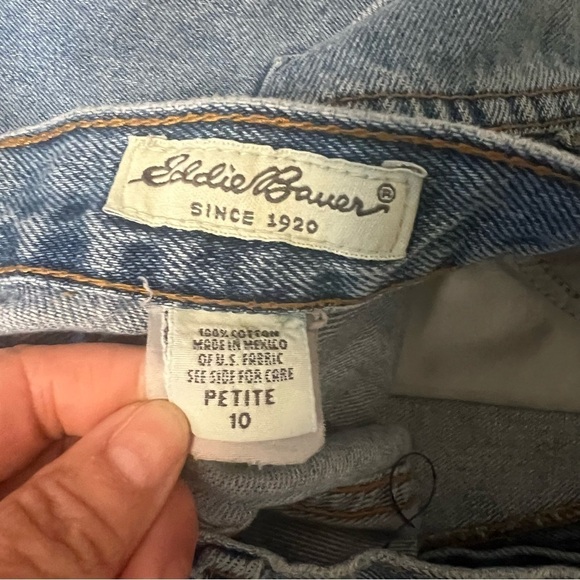 Eddie Bauer®
SINCE 1920
100% COTTON
MADE IN MEXICO
OF U.S. FABRIC
SEE SIDE FOR CARE
PETITE
10